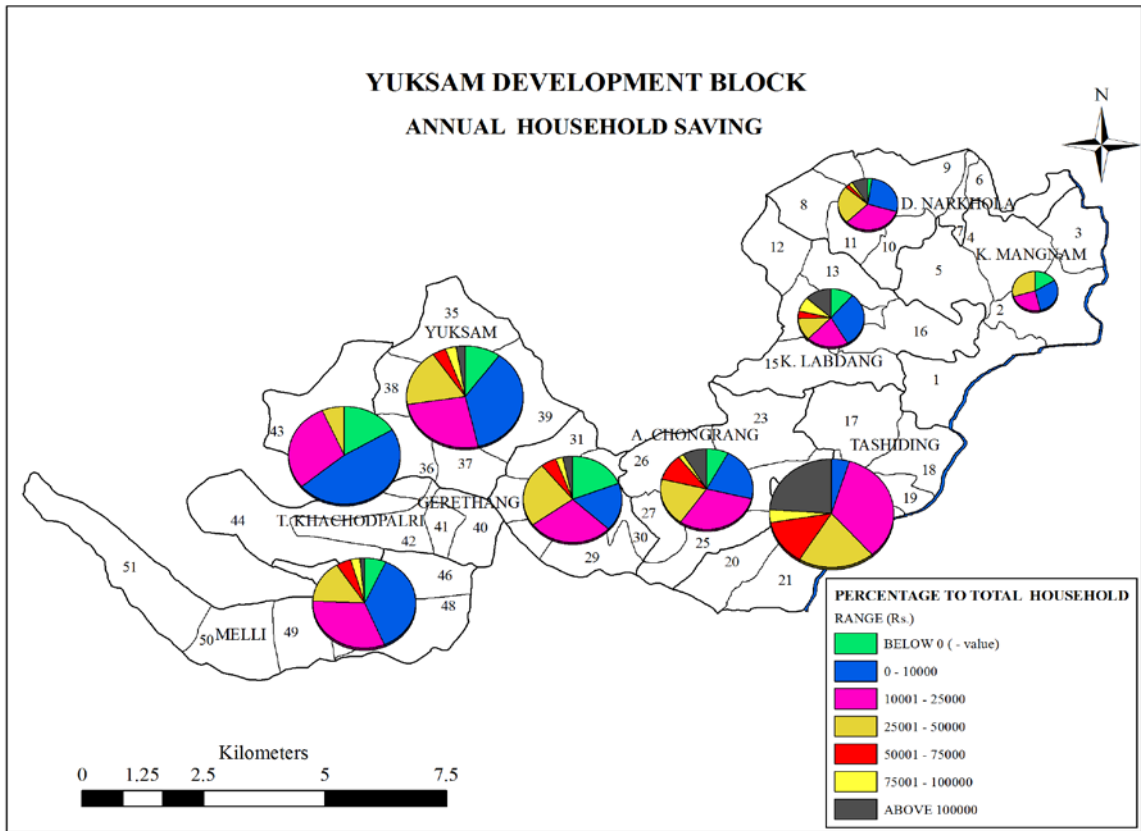 YUKSAM DEVELOPMENT BLOCK
ANNUAL HOUSEHOLD SAVING
N
9
6
8
D. NARKHOLA
3
7
4
11
10
12
K. MANGNAM
13
5
2
35
16
YUKSAM
15
K. LABDANG
1
38
23
17
39
43
31
A. CHONGRANG
TASHIDING
26
36
37
18
GERETHANG
19
44
T. KHACHODPALRI
41
40
27
42
30
25
51
29
20
46
21
48
50
MELLI
49
PERCENTAGE TO TOTAL HOUSEHOLD
RANGE (Rs.)
BELOW 0 ( - value)
0 - 10000
10001 - 25000
25001 - 50000
50001 - 75000
75001 - 100000
ABOVE 100000
Kilometers
0 1.25 2.5 5 7.5